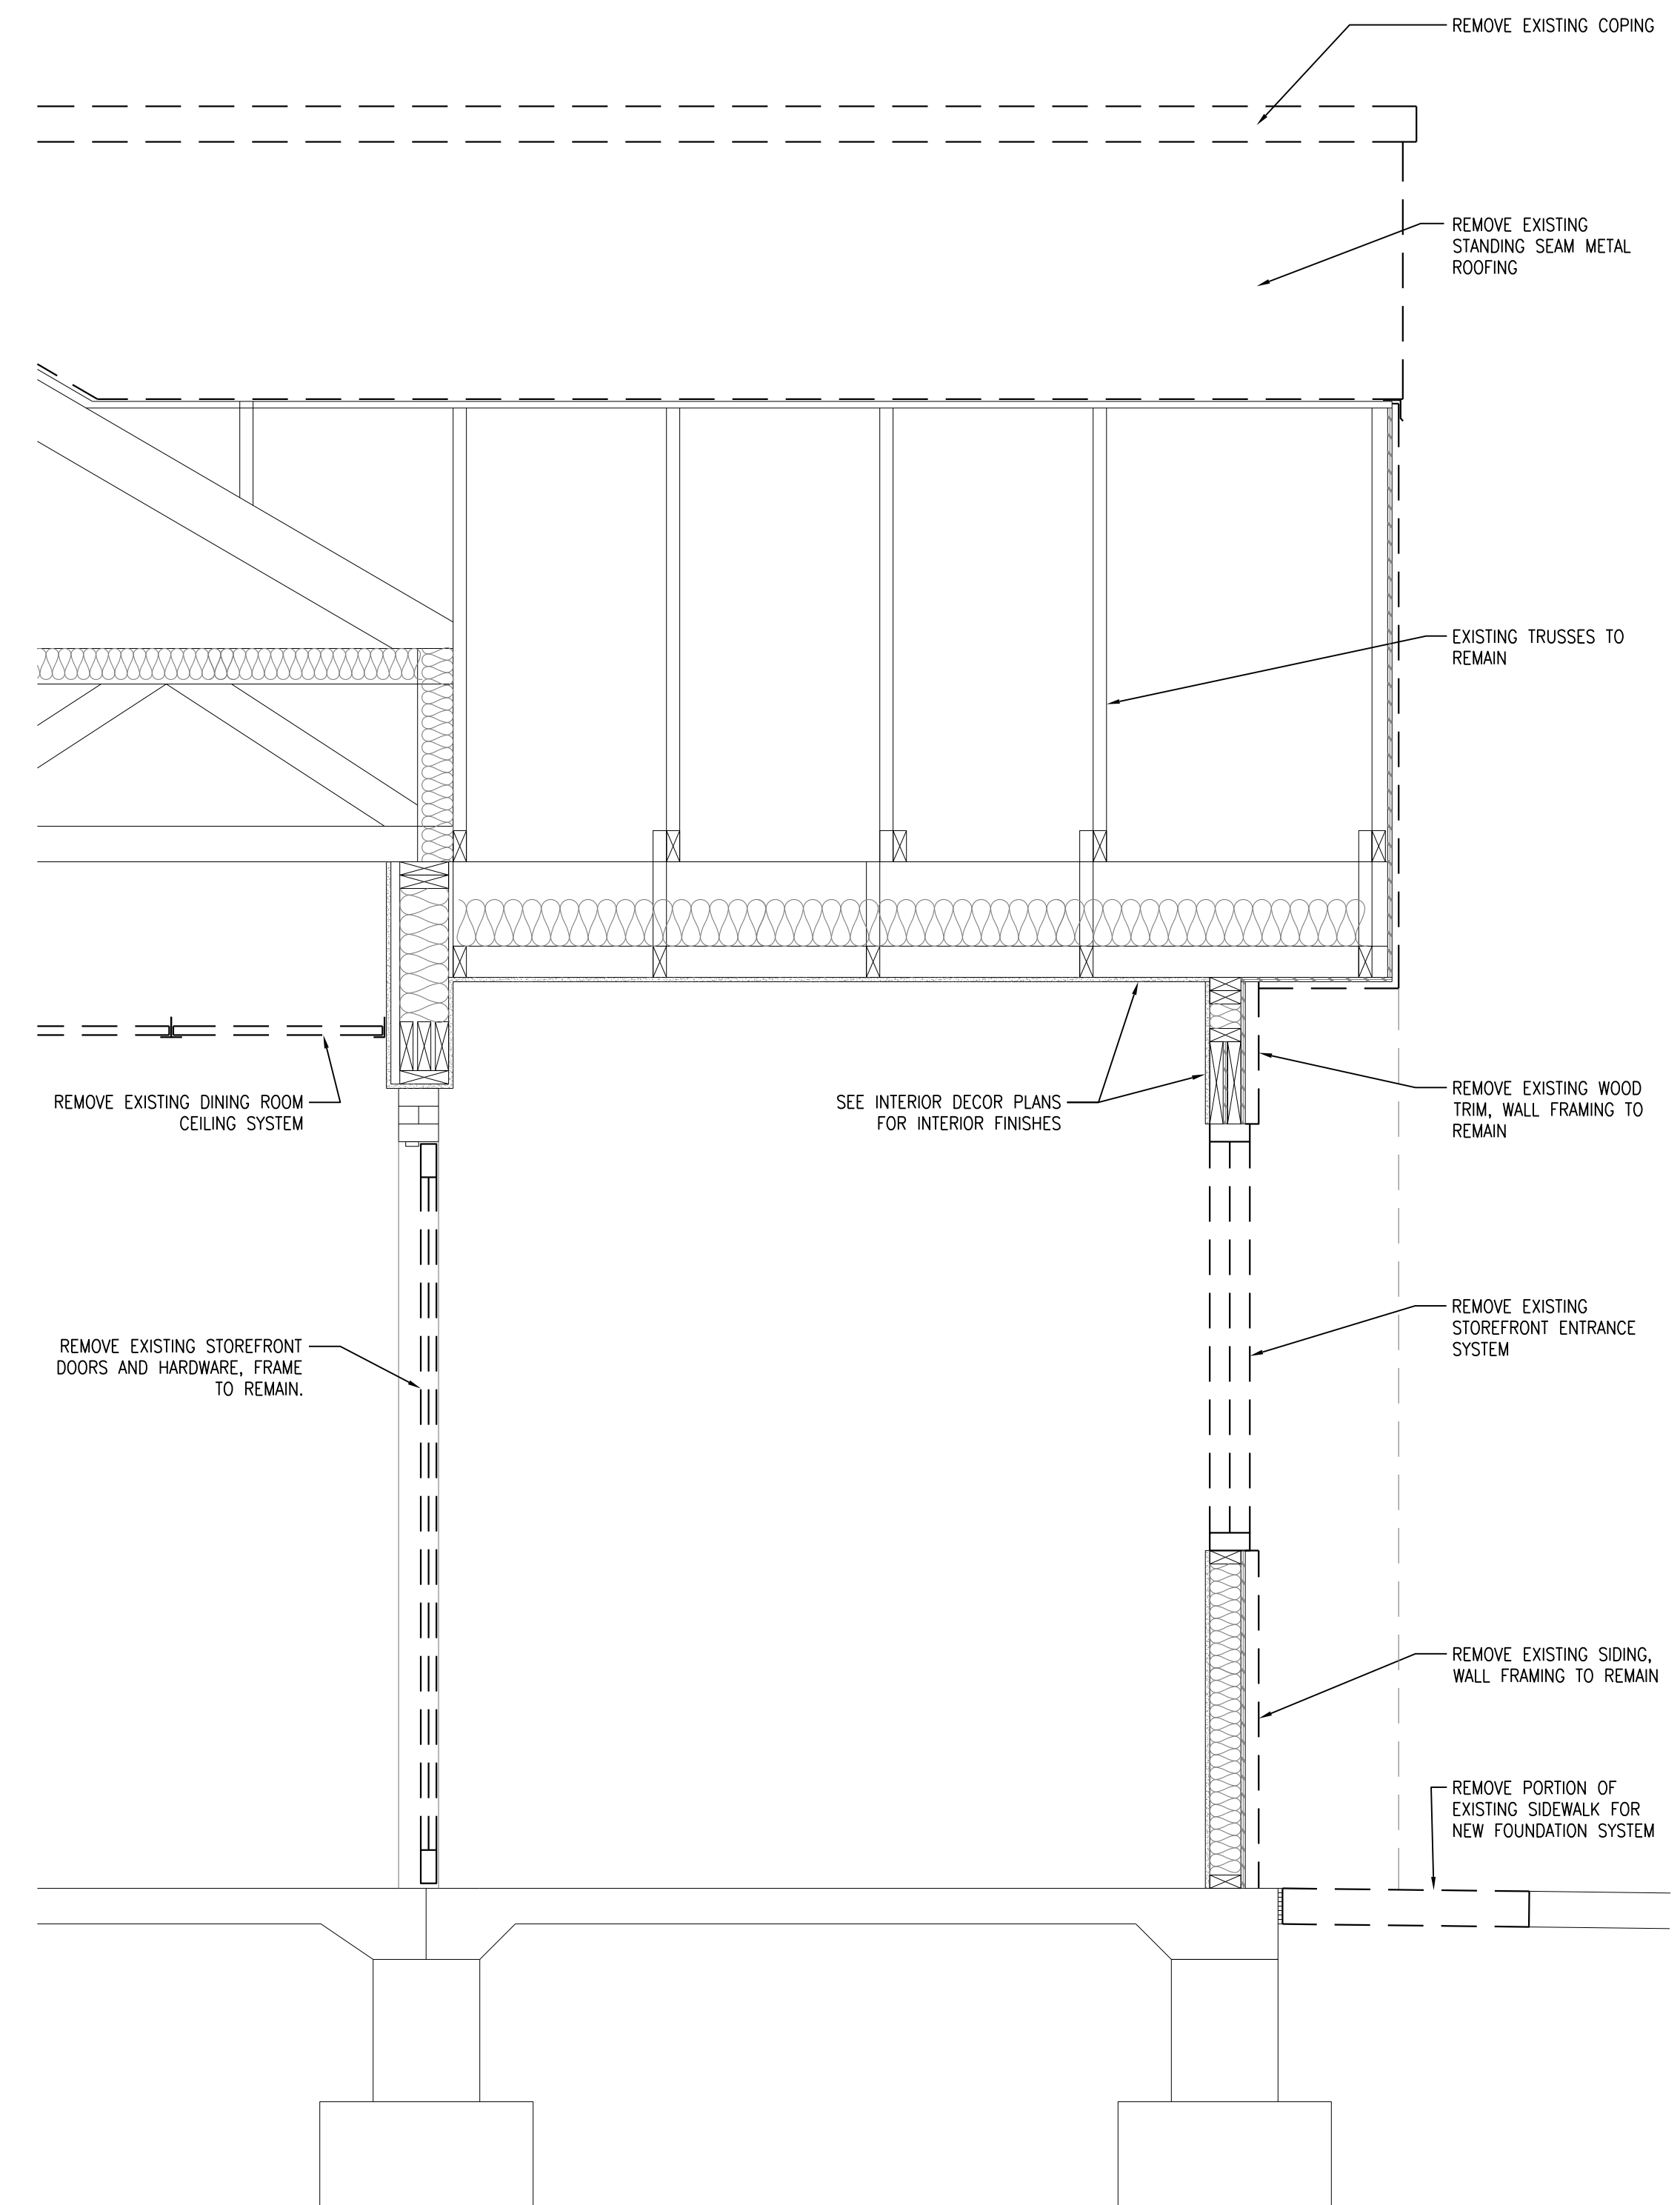 REMOVE EXISTING COPING
REMOVE EXISTING
STANDING SEAM METAL
ROOFING
EXISTING TRUSSES TO
REMAIN
REMOVE EXISTING DINING ROOM
CEILING SYSTEM
SEE INTERIOR DECOR PLANS
FOR INTERIOR FINISHES
REMOVE EXISTING WOOD
TRIM, WALL FRAMING TO
REMAIN
REMOVE EXISTING STOREFRONT
DOORS AND HARDWARE, FRAME
TO REMAIN.
REMOVE EXISTING
STOREFRONT ENTRANCE
SYSTEM
REMOVE EXISTING SIDING,
WALL FRAMING TO REMAIN
REMOVE PORTION OF
EXISTING SIDEWALK FOR
NEW FOUNDATION SYSTEM